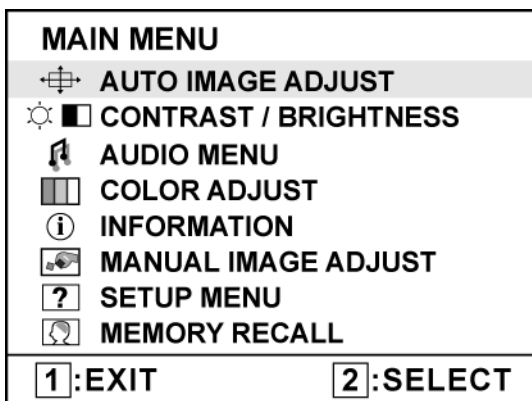 MAIN MENU
AUTO IMAGE ADJUST
CONTRAST / BRIGHTNESS
AUDIO MENU
COLOR ADJUST
i INFORMATION
MANUAL IMAGE ADJUST
? SETUP MENU
MEMORY RECALL
1:EXIT 2:SELECT